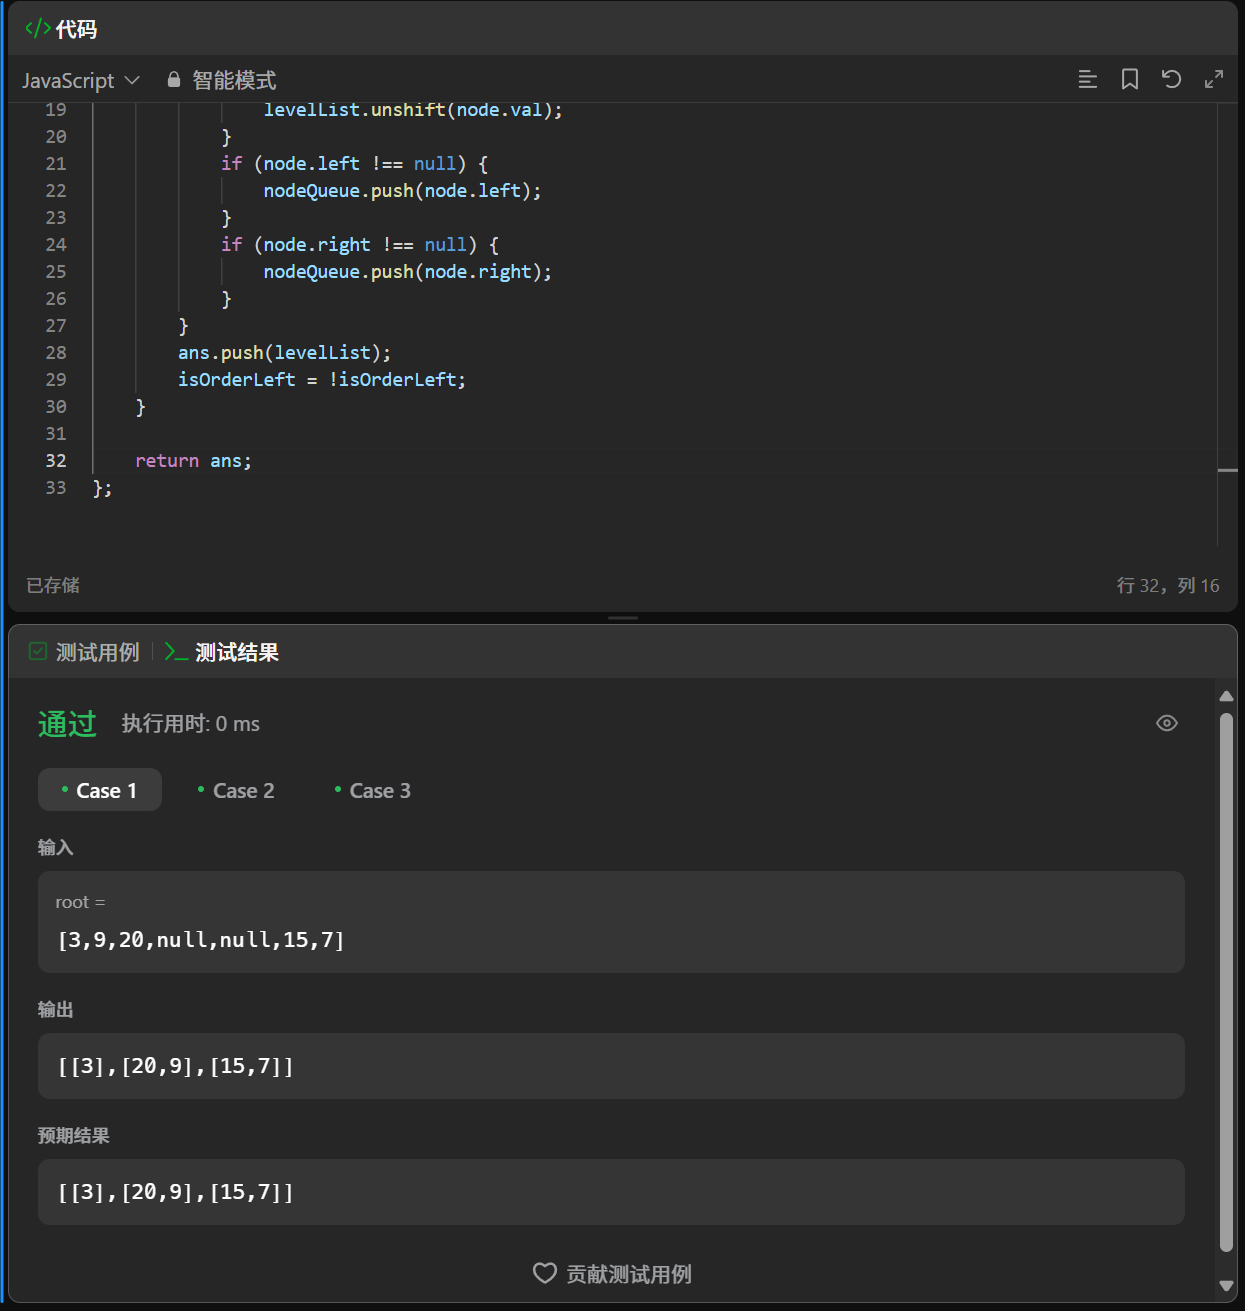 </> 代码
JavaScript 智能模式
19 levelList.unshift(node.val);
20 }
21 if (node.left !== null) {
22 nodeQueue.push(node.left);
23 }
24 if (node.right !== null) {
25 nodeQueue.push(node.right);
26 }
27 }
28 ans.push(levelList);
29 isOrderLeft = !isOrderLeft;
30 }
31
32 return ans;
33 };
已存储 行 32，列 16
测试用例 测试结果
通过 执行用时: 0 ms
Case 1 Case 2 Case 3
输入
root =
[3,9,20,null,null,15,7]
输出
[[3],[20,9],[15,7]]
预期结果
[[3],[20,9],[15,7]]
贡献测试用例